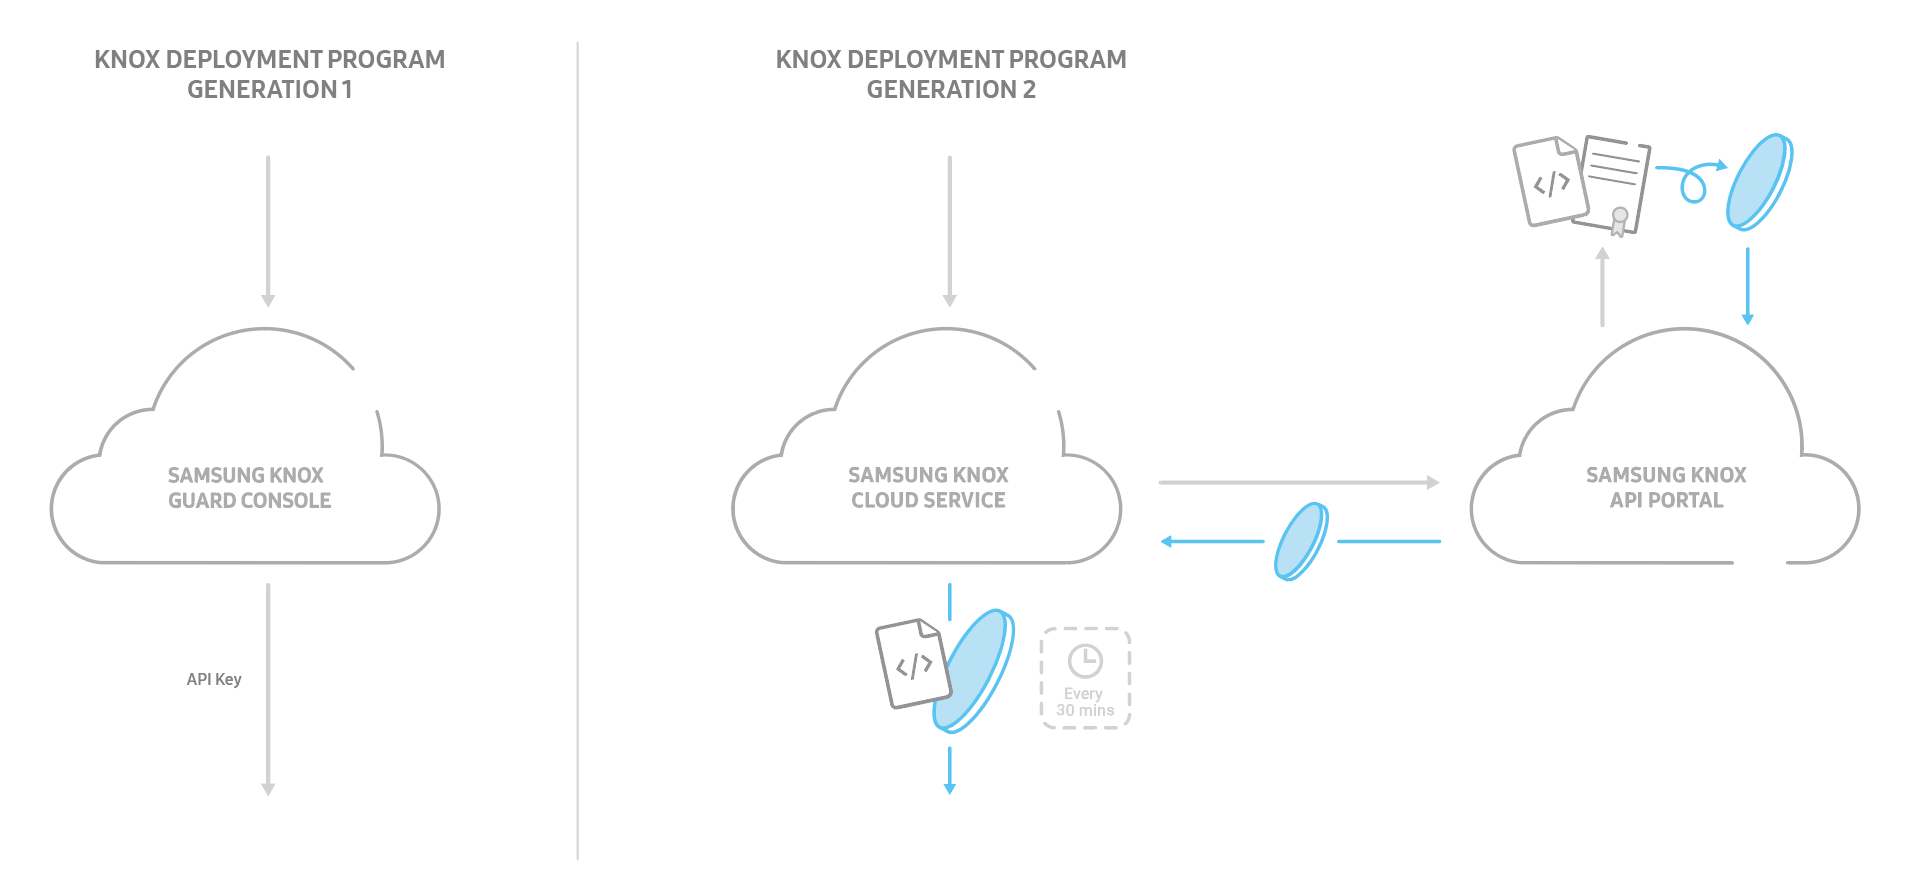 KNOX DEPLOYMENT PROGRAM
GENERATION 1
SAMSUNG KNOX
GUARD CONSOLE
API Key
KNOX DEPLOYMENT PROGRAM
GENERATION 2
SAMSUNG KNOX
CLOUD SERVICE
</>
Every
30 mins
</>
SAMSUNG KNOX
API PORTAL